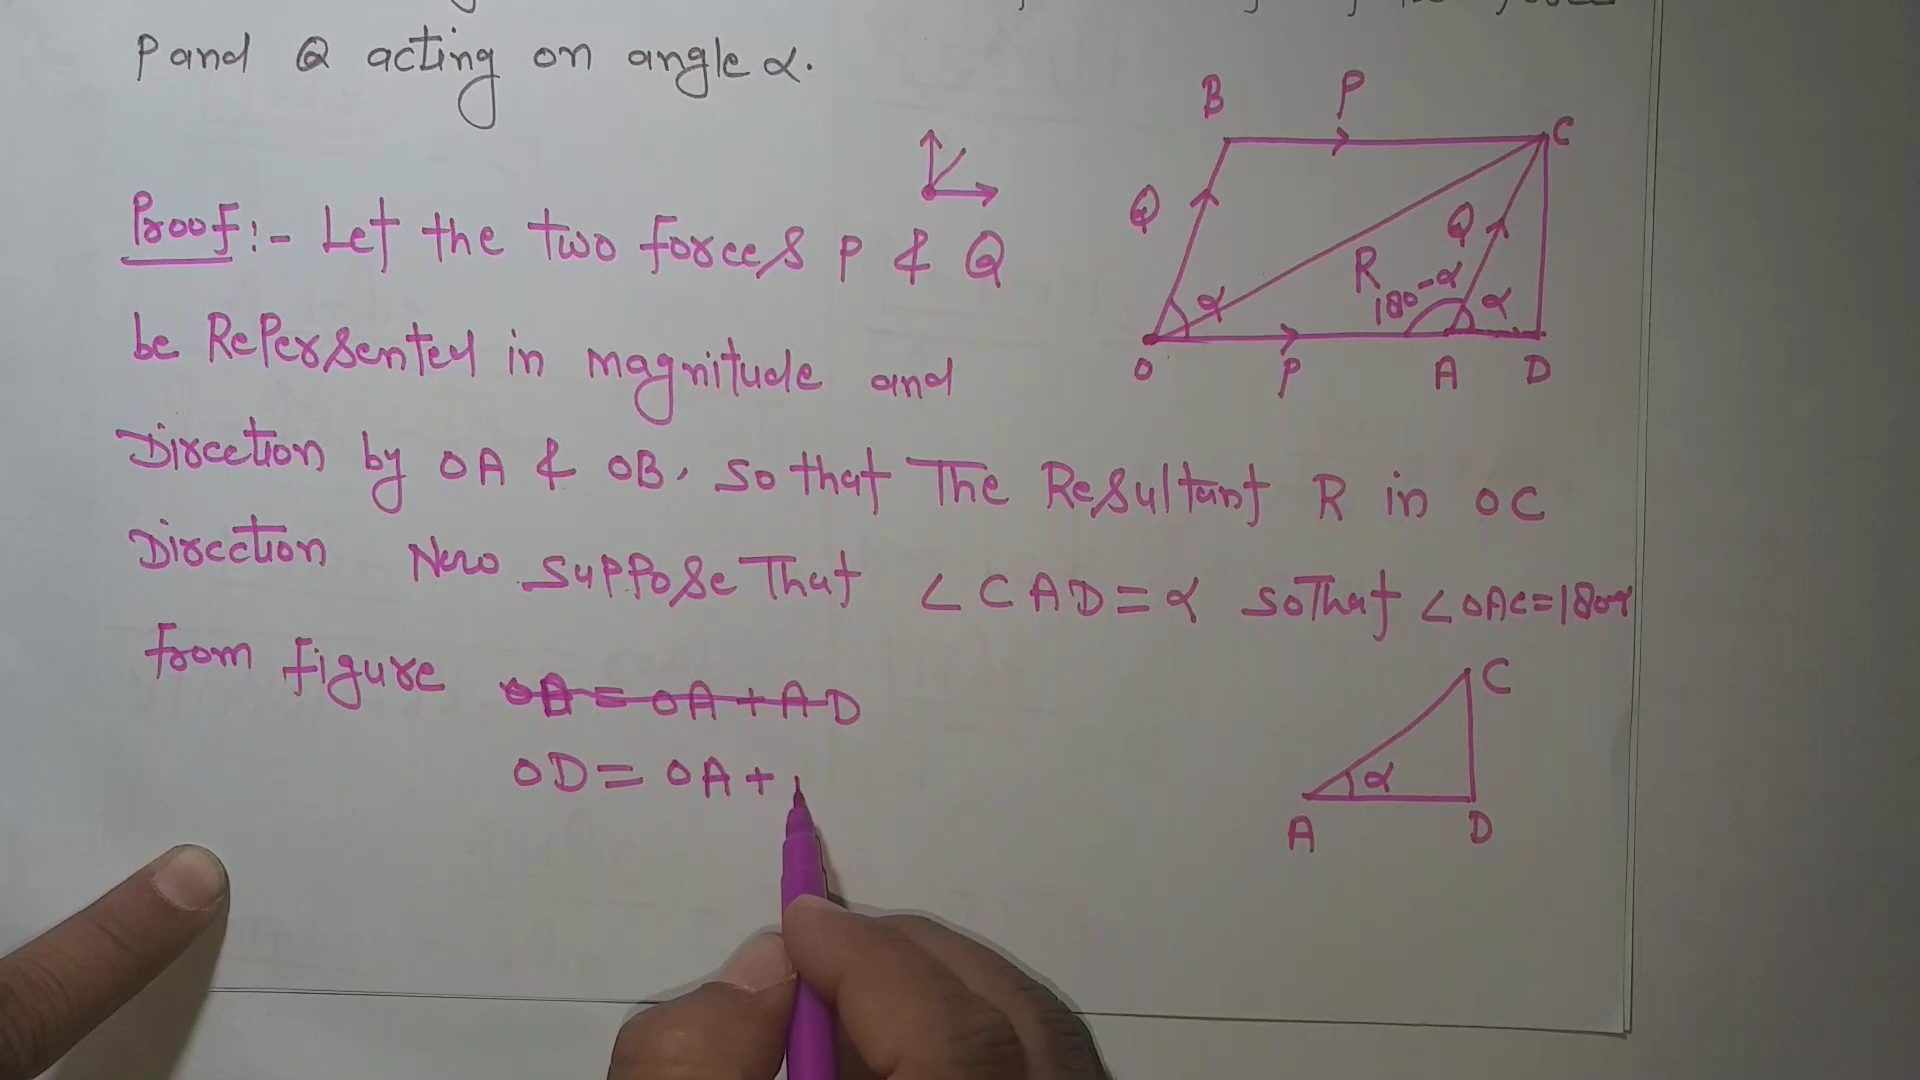 P and Q acting on angle α.
B P
C
Proof:- Let the two forces P & Q
Q Q
R
180-α α
α
be Repersented in magnitude and
O P A D
Direction by OA & OB. so that The Resultant R in OC
Direction Now suppose That ∠CAD=α so That ∠OAC=180-α
from figure
OD = OA + AD
C
OD = OA +
α
A D